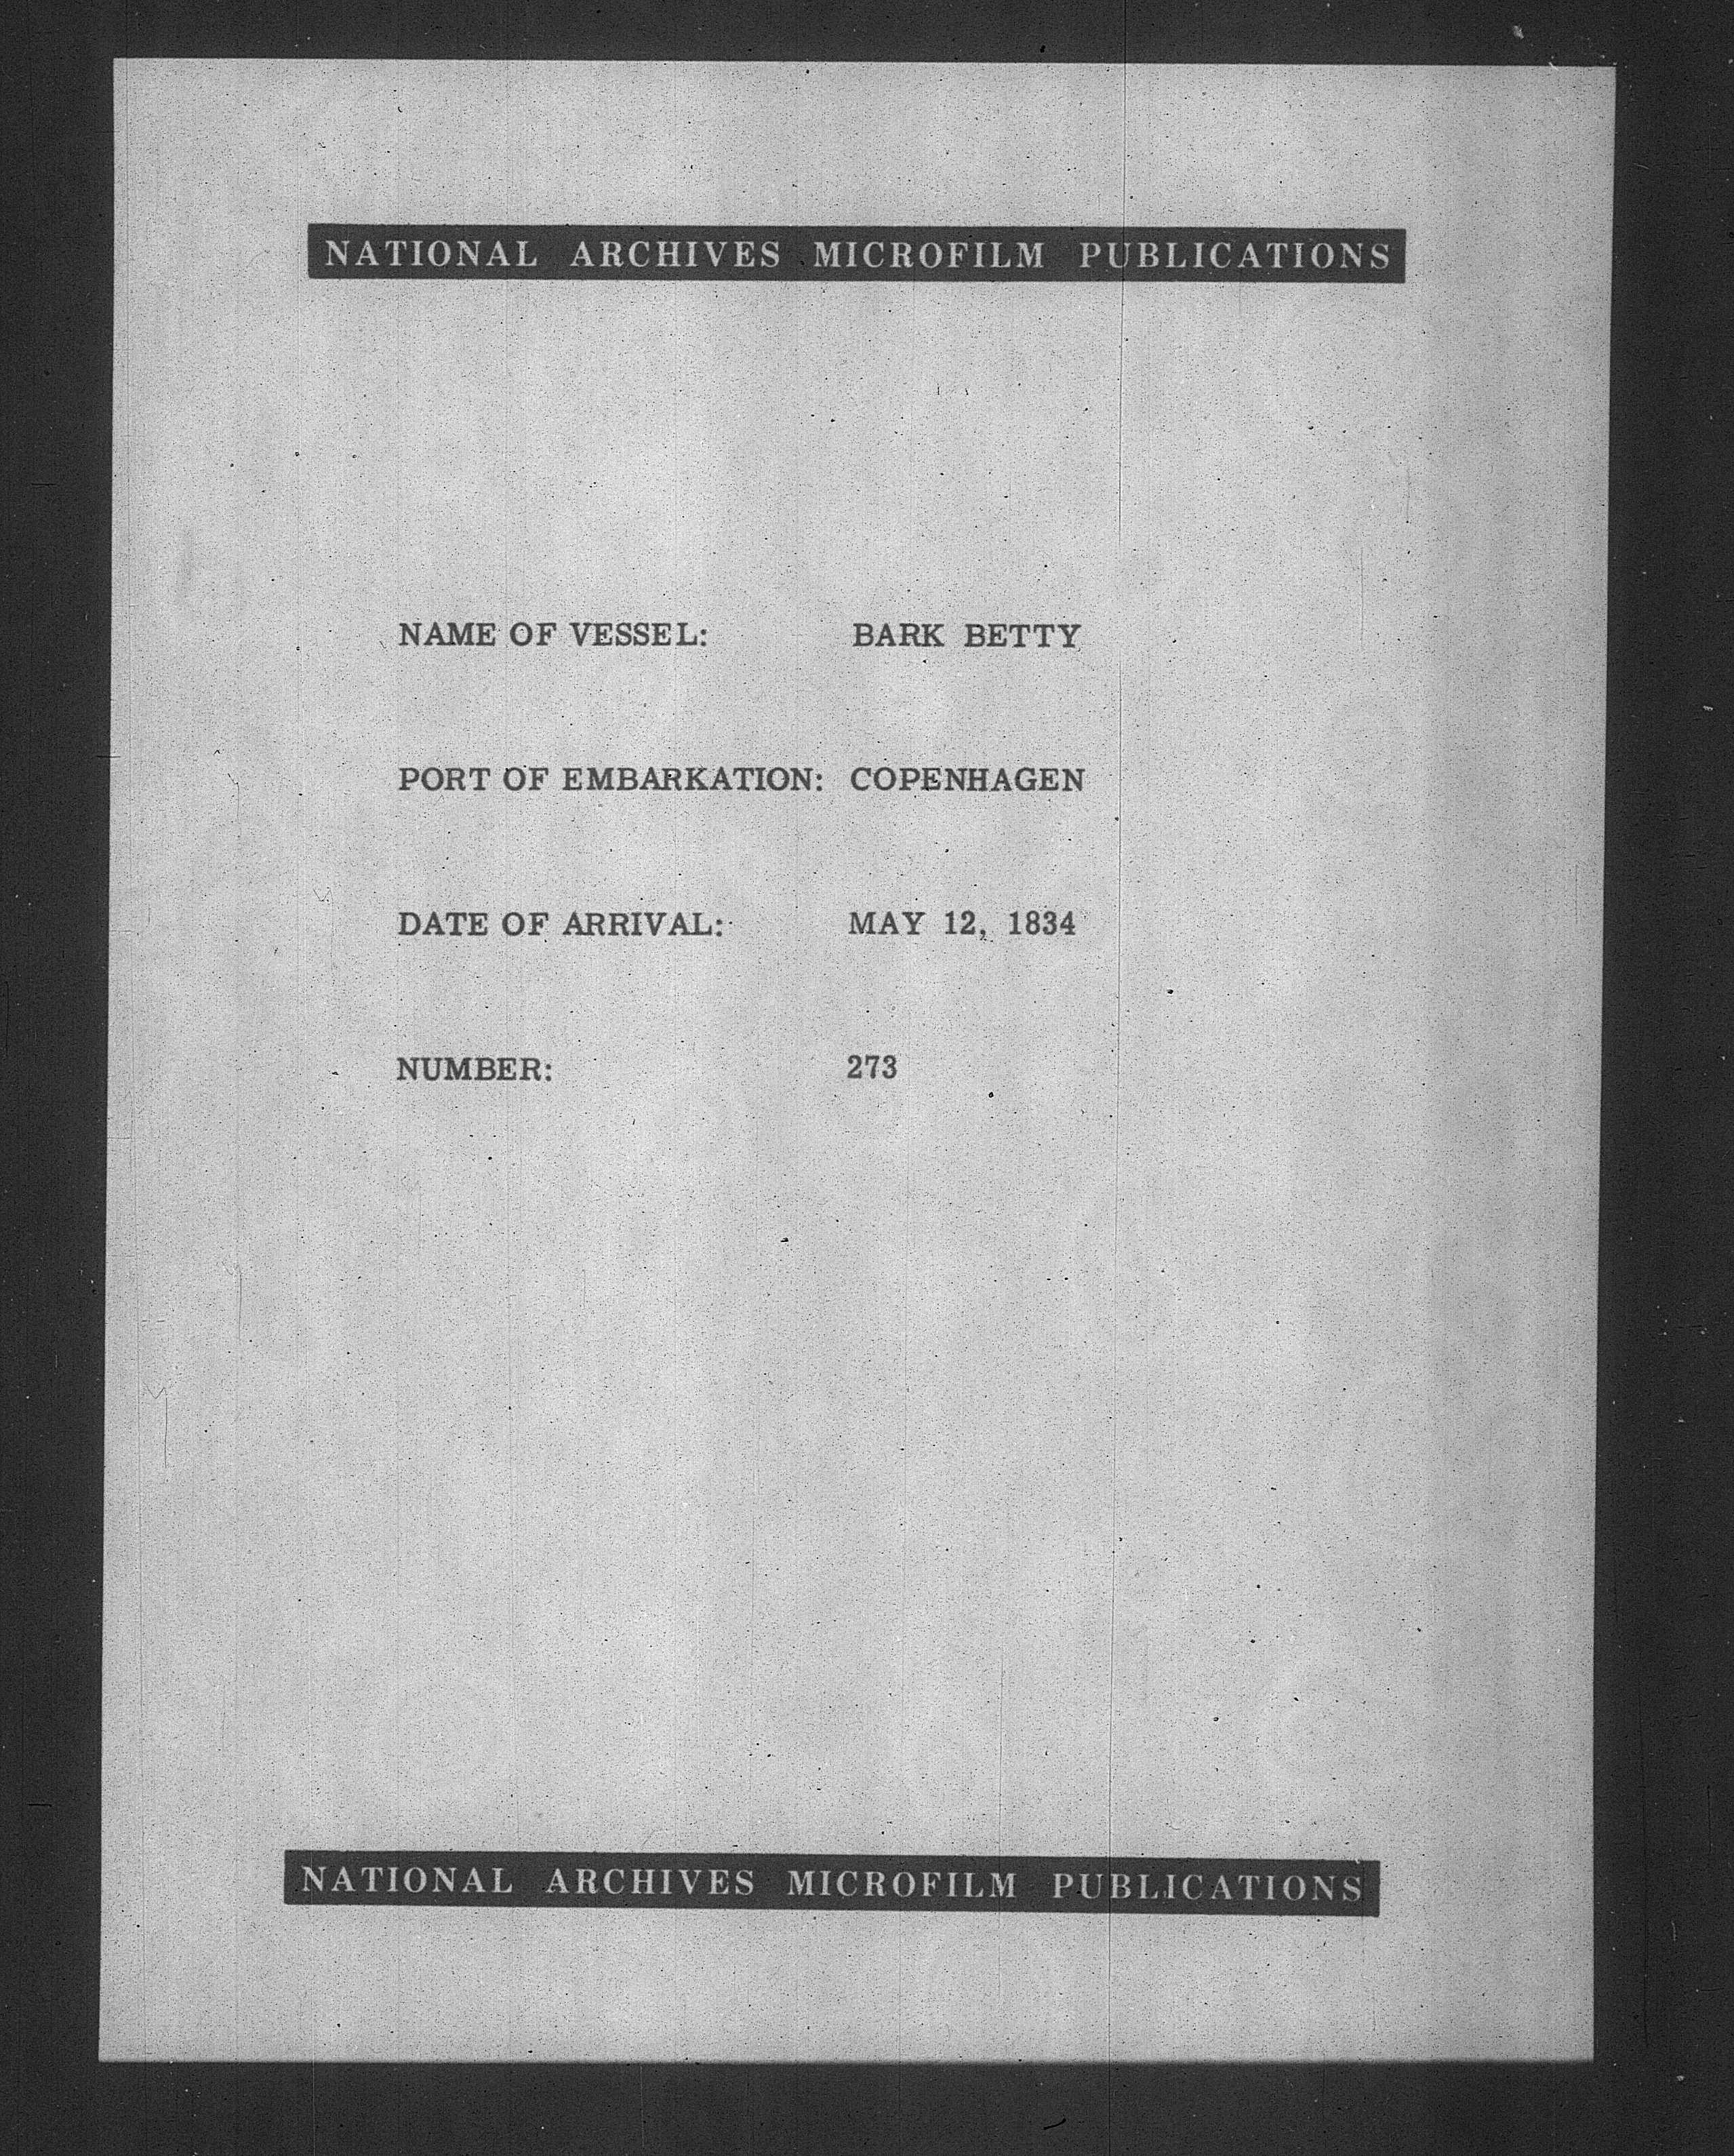 NATIONAL ARCHIVES MICROFILM PUBLICATIONS
NAME OF VESSEL: BARK BETTY
PORT OF EMBARKATION: COPENHAGEN
DATE OF ARRIVAL: MAY 12, 1834
NUMBER: 273
NATIONAL ARCHIVES MICROFILM PUBLICATIONS